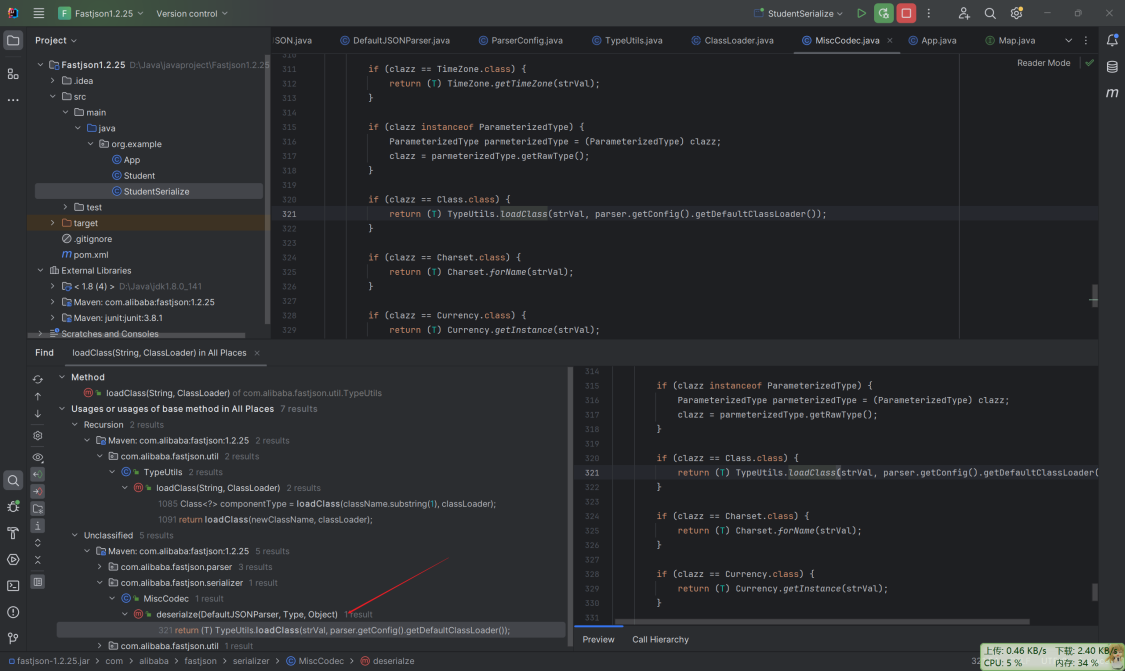 F Fastjson1.2.25 Version control StudentSerialize
Project
SON.java DefaultJSONParser.java ParserConfig.java TypeUtils.java ClassLoader.java MiscCodec.java App.java Map.java
Reader Mode
Fastjson1.2.25 D:\Java\javaproject\Fastjson1.2.25
.idea
src
main
java
org.example
App
Student
StudentSerialize
test
target
.gitignore
pom.xml
External Libraries
< 1.8 (4) > D:\Java\jdk1.8.0_141
Maven: com.alibaba:fastjson:1.2.25
Maven: junit:junit:3.8.1
Scratches and Consoles
310
311 if (clazz == TimeZone.class) {
312 return (T) TimeZone.getTimeZone(strVal);
313 }
314
315 if (clazz instanceof ParameterizedType) {
316 ParameterizedType parmeterizedType = (ParameterizedType) clazz;
317 clazz = parmeterizedType.getRawType();
318 }
319
320 if (clazz == Class.class) {
321 return (T) TypeUtils.loadClass(strVal, parser.getConfig().getDefaultClassLoader());
322 }
323
324 if (clazz == Charset.class) {
325 return (T) Charset.forName(strVal);
326 }
327
328 if (clazz == Currency.class) {
329 return (T) Currency.getInstance(strVal);
Find loadClass(String, ClassLoader) in All Places
Method
loadClass(String, ClassLoader) of com.alibaba.fastjson.util.TypeUtils
Usages or usages of base method in All Places 7 results
Recursion 2 results
Maven: com.alibaba:fastjson:1.2.25 2 results
com.alibaba.fastjson.util 2 results
TypeUtils 2 results
loadClass(String, ClassLoader) 2 results
1085 Class<?> componentType = loadClass(className.substring(1), classLoader);
1091 return loadClass(newClassName, classLoader);
Unclassified 5 results
Maven: com.alibaba:fastjson:1.2.25 5 results
com.alibaba.fastjson.parser 3 results
com.alibaba.fastjson.serializer 1 result
MiscCodec 1 result
deserialze(DefaultJSONParser, Type, Object) 1 result
321 return (T) TypeUtils.loadClass(strVal, parser.getConfig().getDefaultClassLoader());
com.alibaba.fastjson.util 1 result
314
315 if (clazz instanceof ParameterizedType) {
316 ParameterizedType parmeterizedType = (ParameterizedType) clazz;
317 clazz = parmeterizedType.getRawType();
318 }
319
320 if (clazz == Class.class) {
321 return (T) TypeUtils.loadClass(strVal, parser.getConfig().getDefaultClassLoader(
322 }
323
324 if (clazz == Charset.class) {
325 return (T) Charset.forName(strVal);
326 }
327
328 if (clazz == Currency.class) {
329 return (T) Currency.getInstance(strVal);
330 }
331
Preview Call Hierarchy
fastjson-1.2.25.jar > com > alibaba > fastjson > serializer > MiscCodec > deserialze
上传: 0.46 KB/s 下载: 2.40 KB/s
CPU: 5 % 内存: 34 %